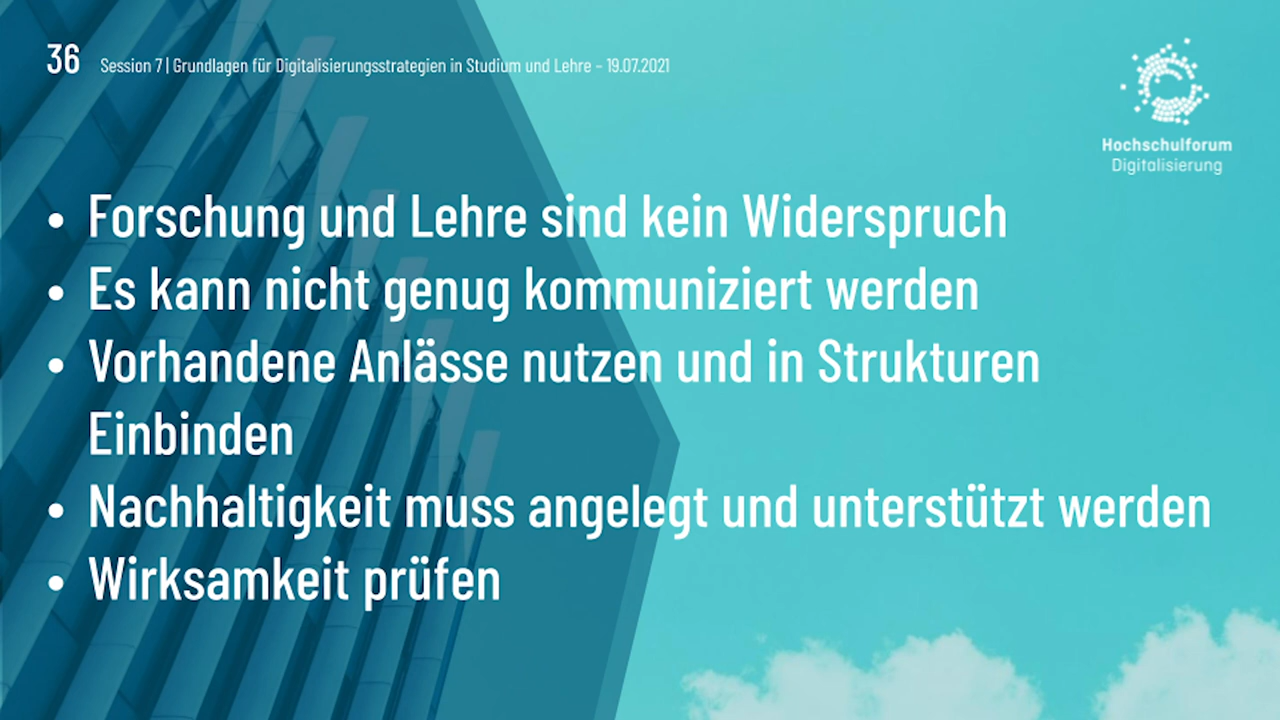 36 Session 7 | Grundlagen für Digitalisierungsstrategien in Studium und Lehre – 19.07.2021
Hochschulforum
Digitalisierung
• Forschung und Lehre sind kein Widerspruch
• Es kann nicht genug kommuniziert werden
• Vorhandene Anlässe nutzen und in Strukturen
Einbinden
• Nachhaltigkeit muss angelegt und unterstützt werden
• Wirksamkeit prüfen